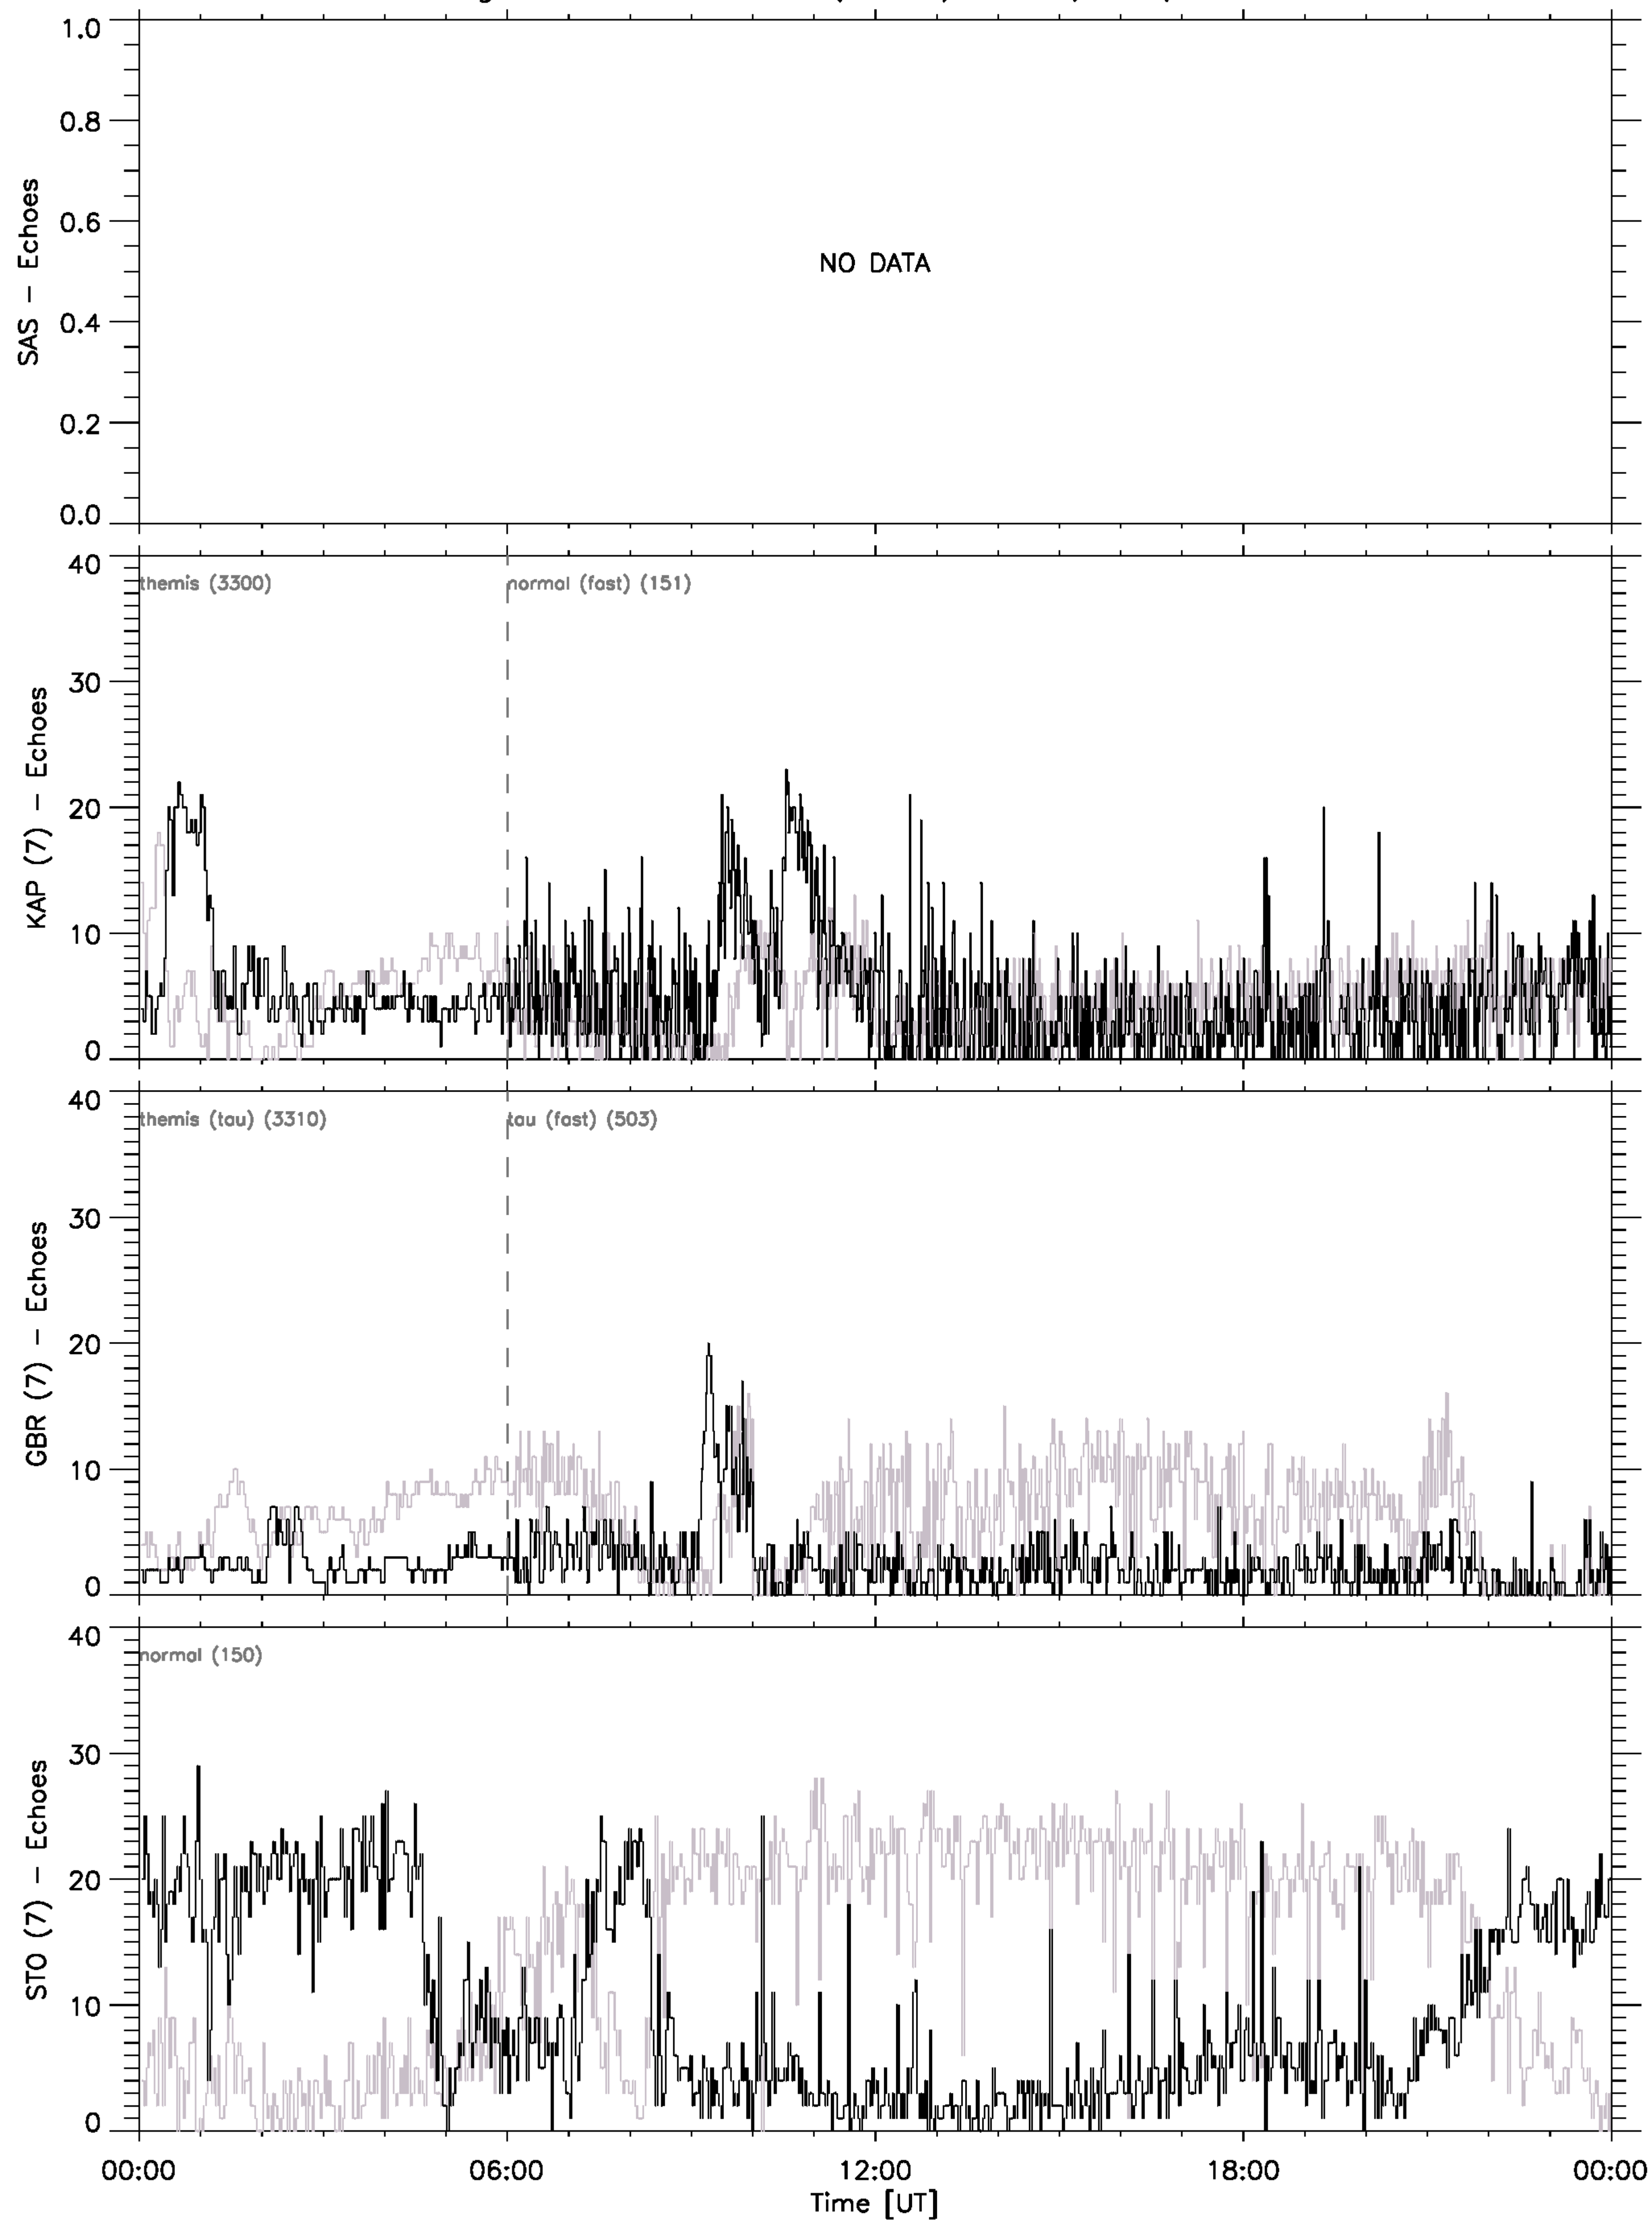 1.0
0.8
0.6
0.4
0.2
0.0
SAS – Echoes
NO DATA
40
30
20
10
0
KAP (7) – Echoes
themis (3300)
normal (fast) (151)
40
30
20
10
0
GBR (7) – Echoes
themis (tau) (3310)
tau (fast) (503)
40
30
20
10
0
STO (7) – Echoes
normal (150)
00:00 06:00 12:00 18:00 00:00
Time [UT]